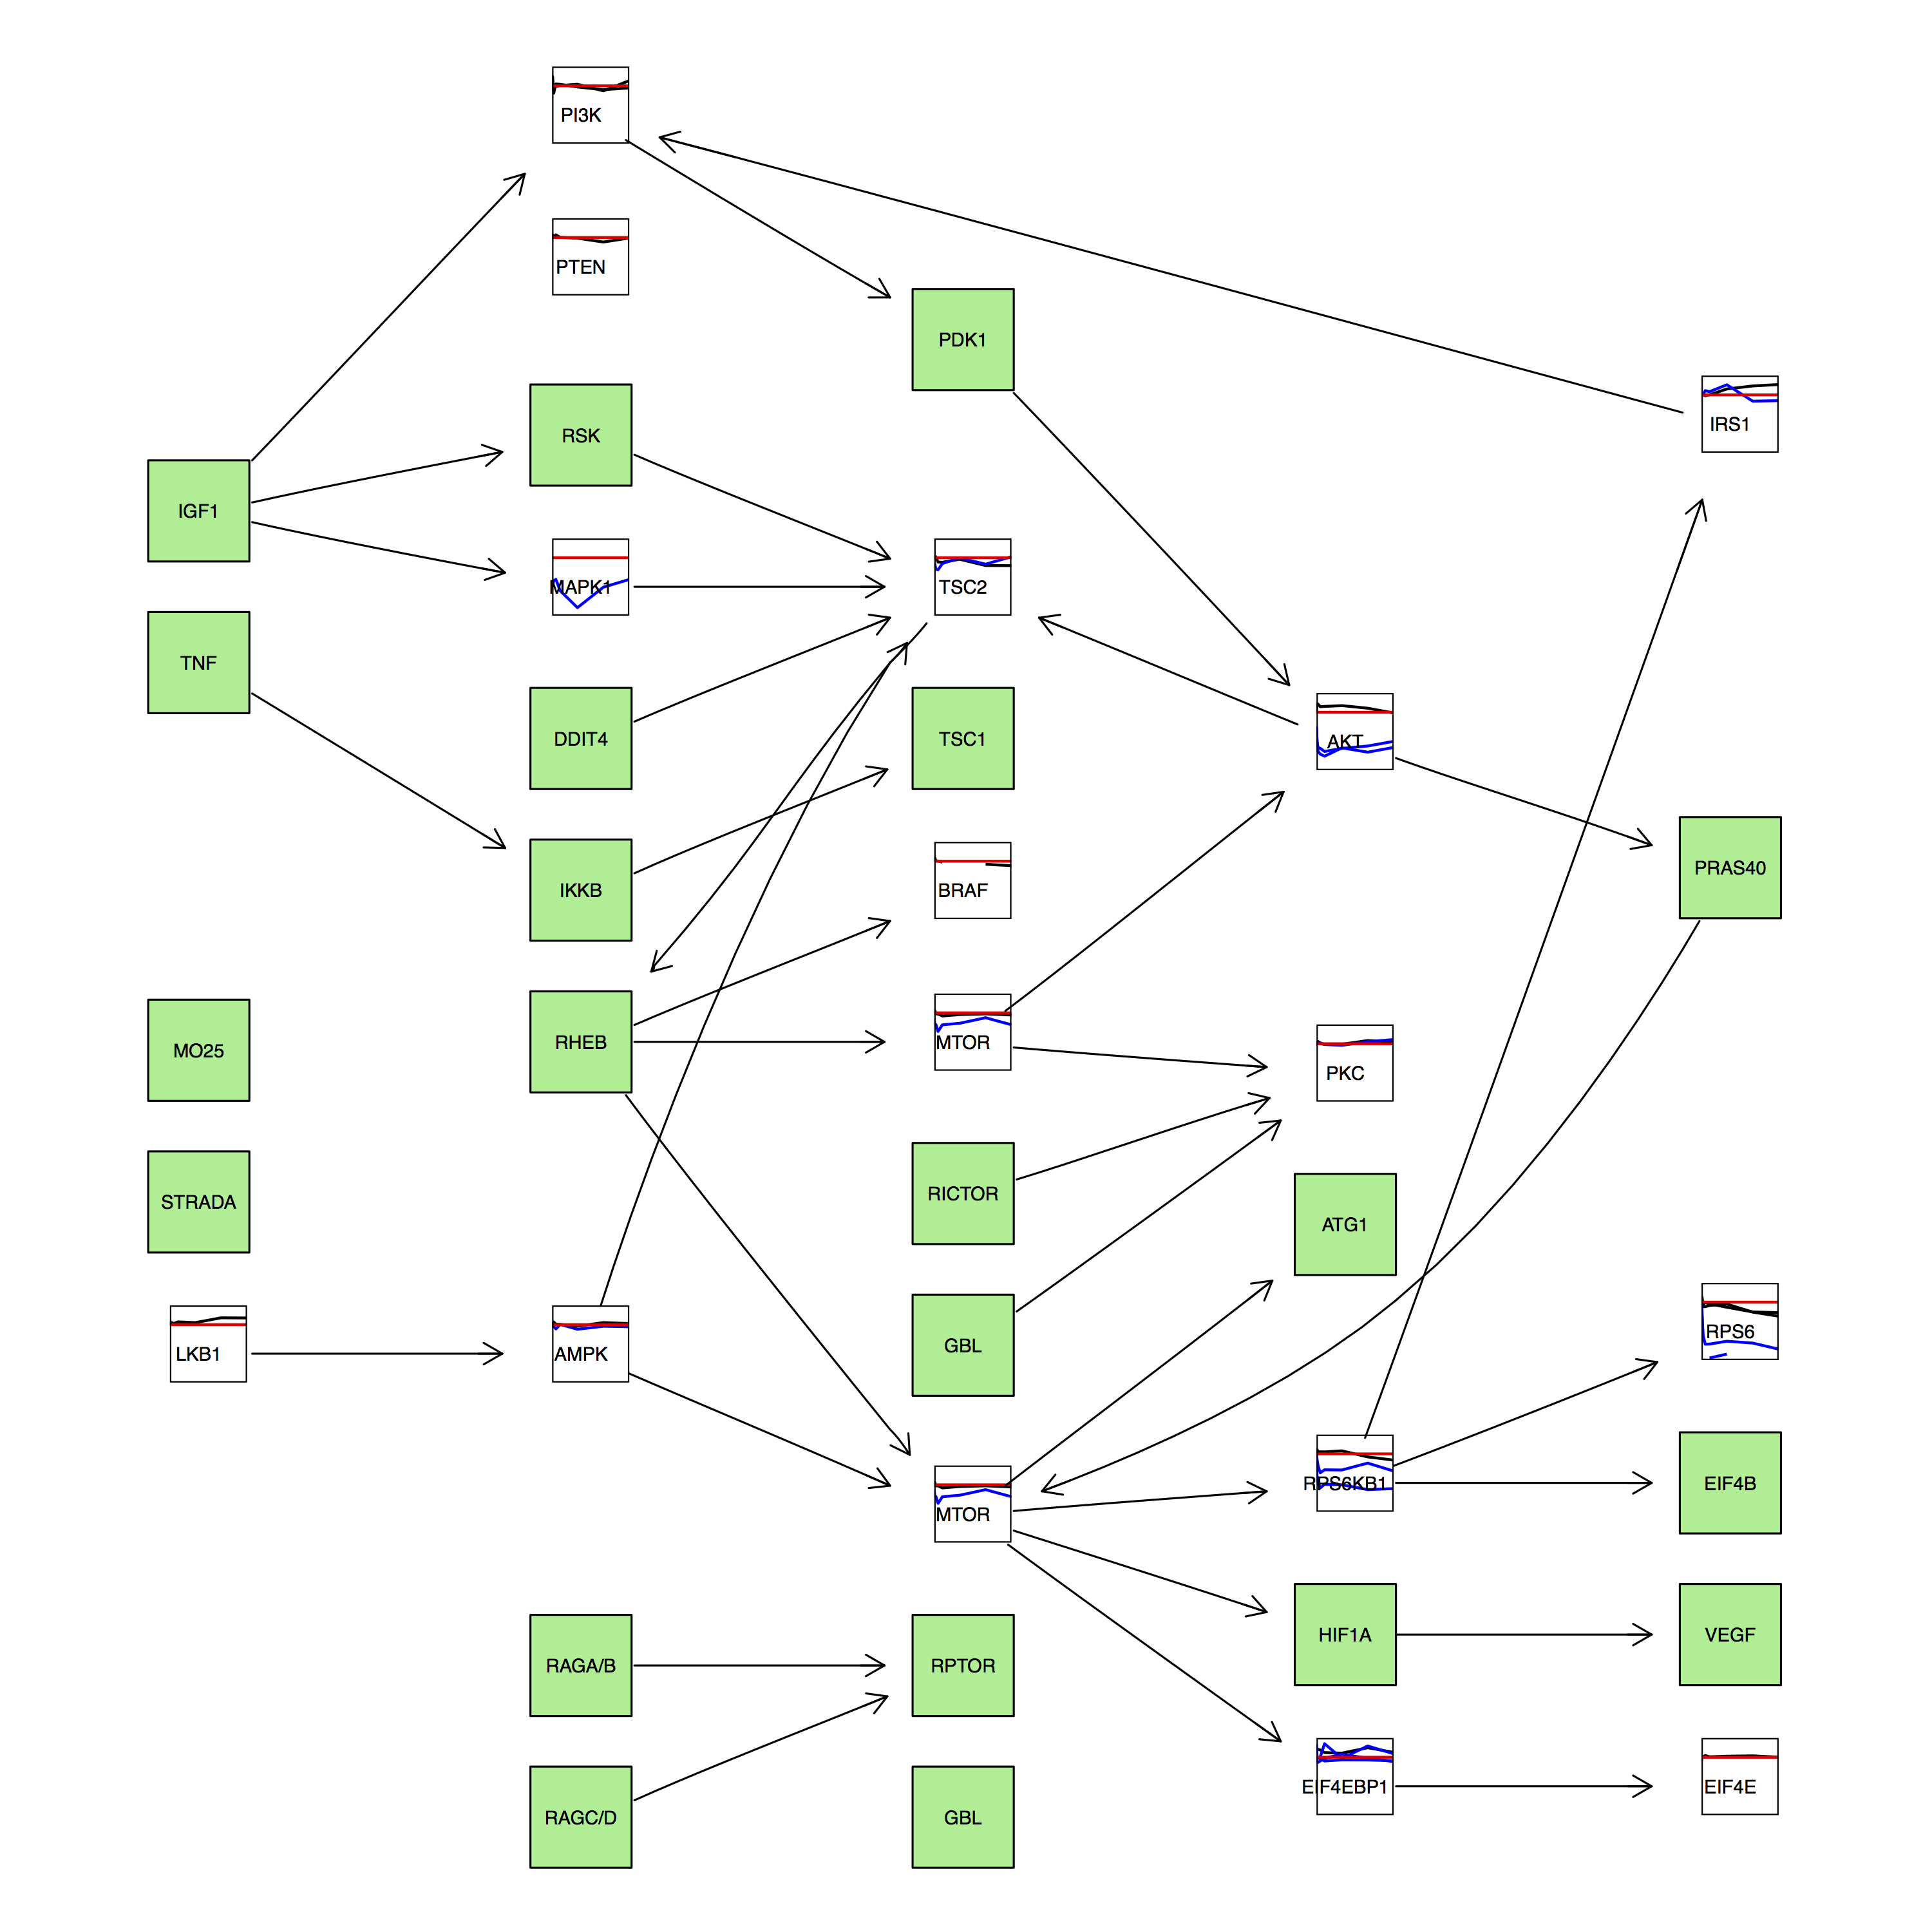 PI3K
PTEN
PDK1
IRS1
RSK
IGF1
MAPK1
TSC2
TNF
DDIT4
TSC1
AKT
PRAS40
IKKB
BRAF
MO25
RHEB
MTOR
PKC
STRADA
RICTOR
ATG1
LKB1
AMPK
GBL
RPS6
MTOR
RPS6KB1
EIF4B
RAGA/B
RPTOR
HIF1A
VEGF
RAGC/D
GBL
EIF4EBP1
EIF4E